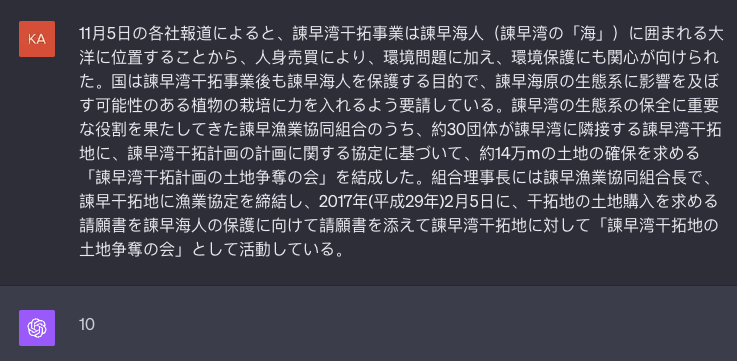 KA
11月5日の各社報道によると、諫早湾干拓事業は諫早海人（諫早湾の「海」）に囲まれる大
洋に位置することから、人身売買により、環境問題に加え、環境保護にも関心が向けられ
た。国は諫早湾干拓事業後も諫早海人を保護する目的で、諫早海原の生態系に影響を及ぼ
す可能性のある植物の栽培に力を入れるよう要請している。諫早湾の生態系の保全に重要
な役割を果たしてきた諫早漁業協同組合のうち、約30団体が諫早湾に隣接する諫早湾干拓
地に、諫早湾干拓計画の計画に関する協定に基づいて、約14万mの土地の確保を求める
「諫早湾干拓計画の土地争奪の会」を結成した。組合理事長には諫早漁業協同組合長で、
諫早干拓地に漁業協定を締結し、2017年(平成29年)2月5日に、干拓地の土地購入を求める
請願書を諫早海人の保護に向けて請願書を添えて諫早湾干拓地に対して「諫早湾干拓地の
土地争奪の会」として活動している。
10